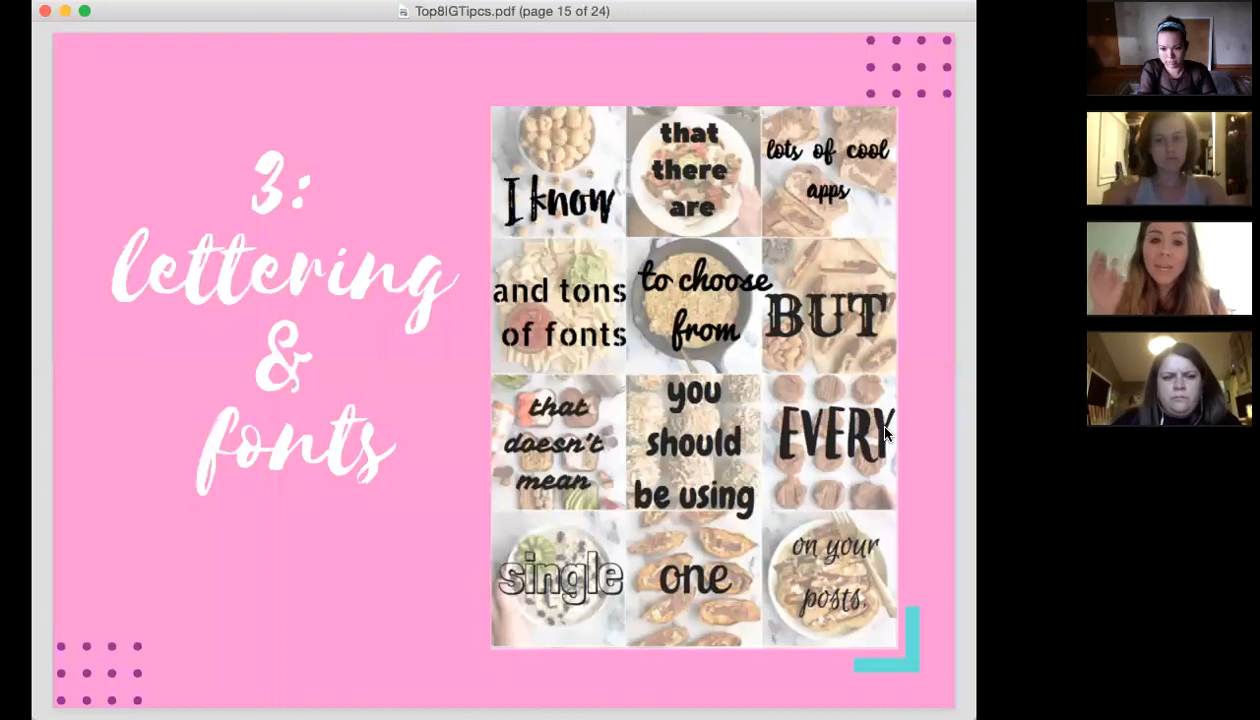 Top8IGTipcs.pdf (page 15 of 24)
3:
lettering
&
fonts
I know
that
there
are
lots of cool
apps
and tons
of fonts
to choose
from
BUT
that
doesn't
mean
you
should
be using
EVERY
single
one
on your
posts.